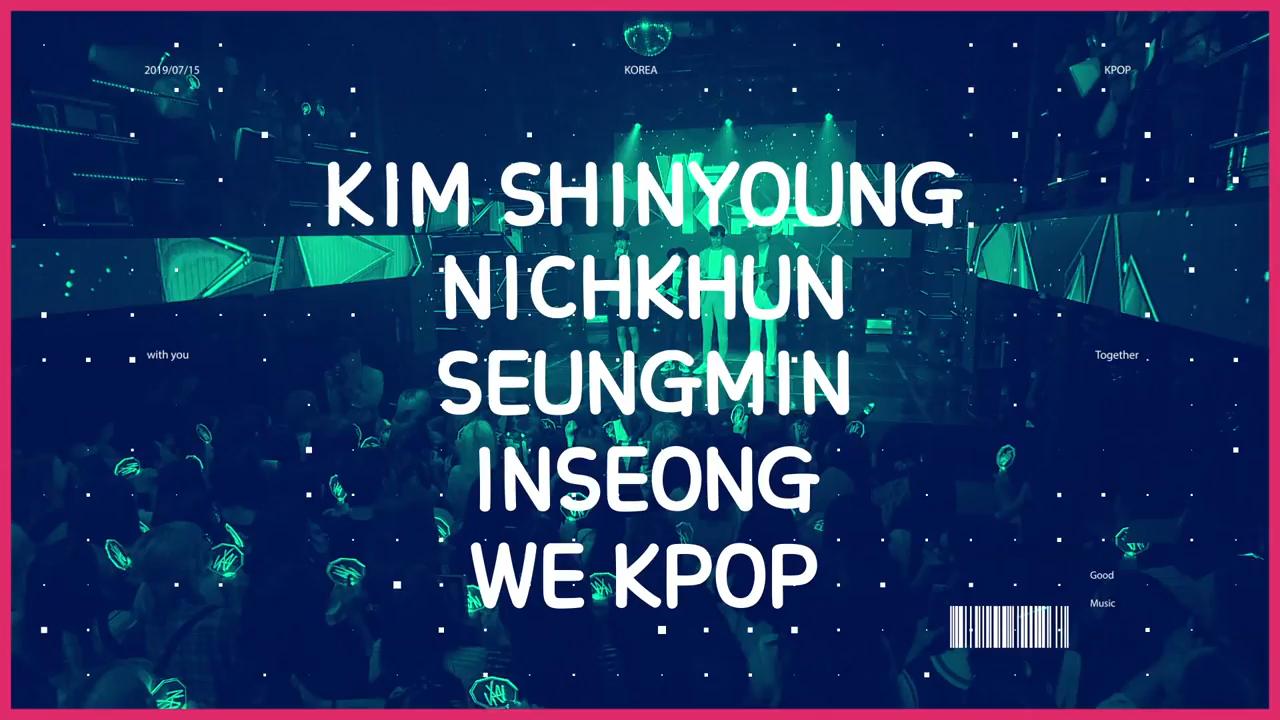 2019/07/15
KOREA
KPOP
KIM SHINYOUNG
NICHKHUN
SEUNGMIN
INSEONG
WE KPOP
with you
Together
Good
Music